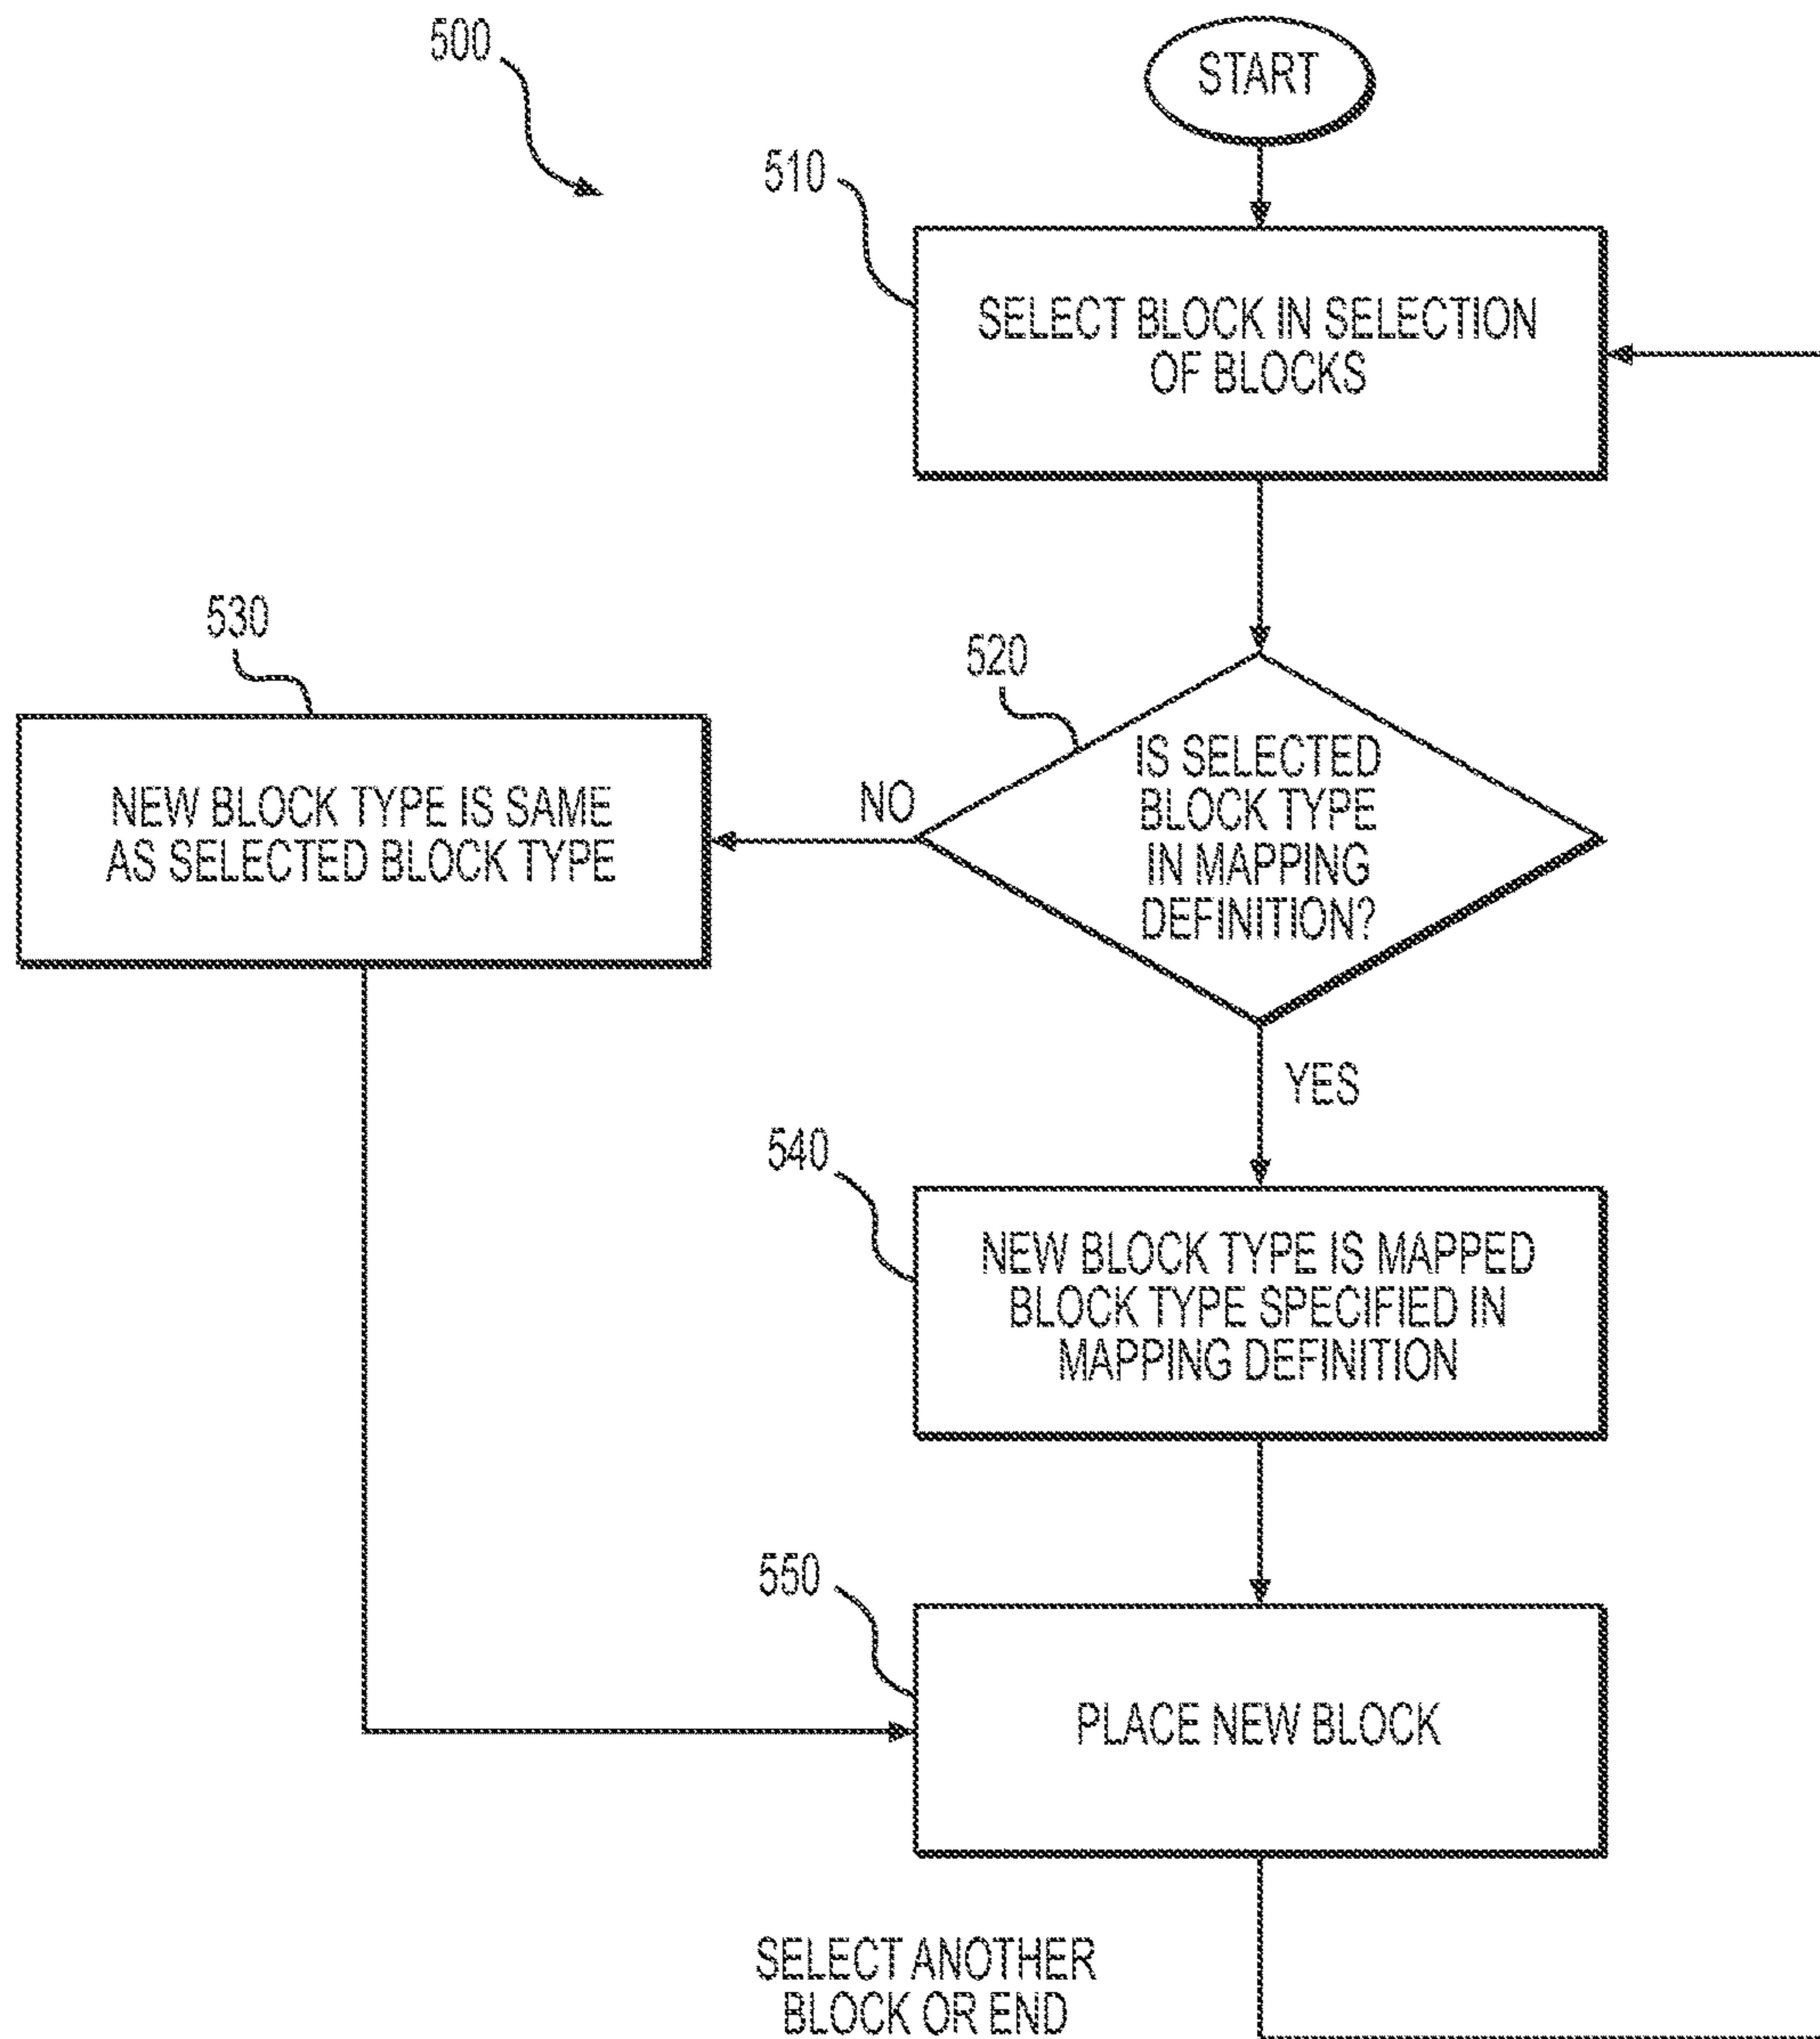 500
START
510
SELECT BLOCK IN SELECTION
OF BLOCKS
530
520
IS SELECTED
BLOCK TYPE
IN MAPPING
DEFINITION?
NO
NEW BLOCK TYPE IS SAME
AS SELECTED BLOCK TYPE
YES
540
NEW BLOCK TYPE IS MAPPED
BLOCK TYPE SPECIFIED IN
MAPPING DEFINITION
550
PLACE NEW BLOCK
SELECT ANOTHER
BLOCK OR END